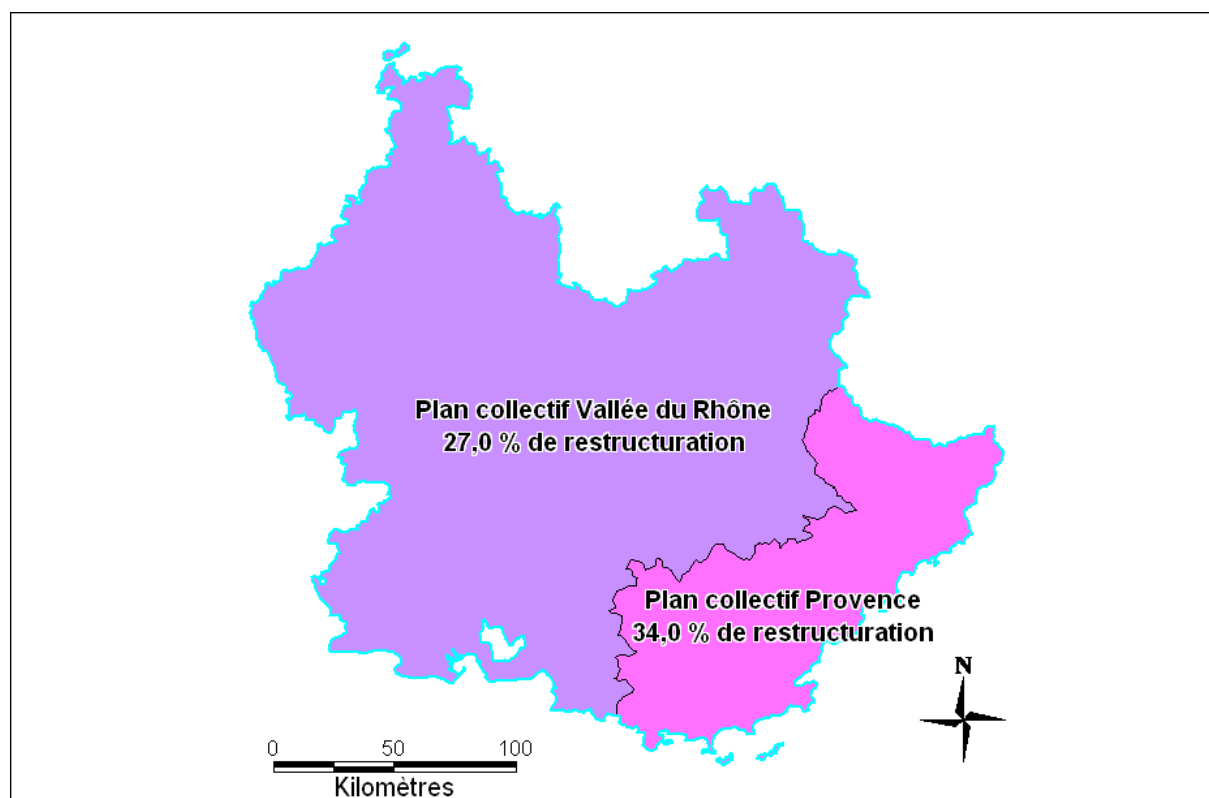 Plan collectif Vallée du Rhône
27,0 % de restructuration
Plan collectif Provence
34,0 % de restructuration
N
0 50 100
Kilomètres